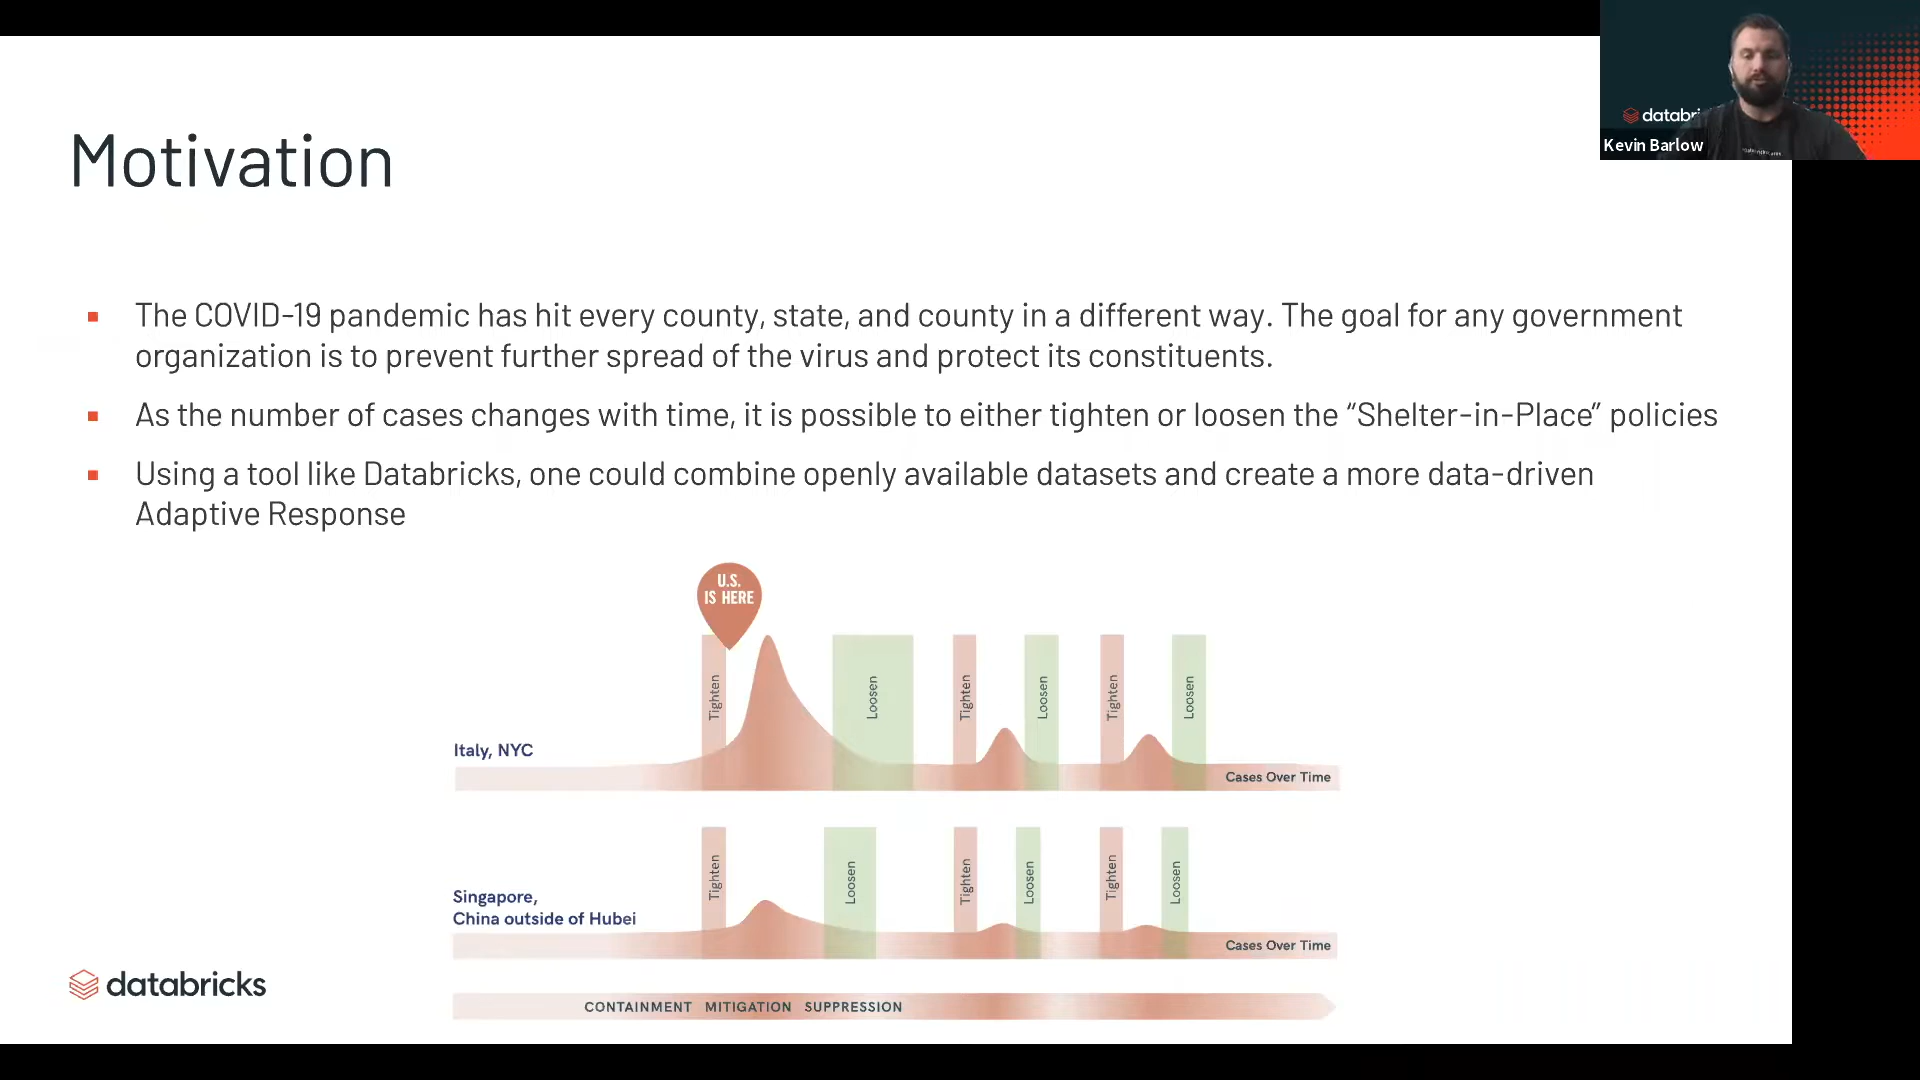 databri
Kevin Barlow
Motivation
▪ The COVID-19 pandemic has hit every county, state, and county in a different way. The goal for any government
organization is to prevent further spread of the virus and protect its constituents.
▪ As the number of cases changes with time, it is possible to either tighten or loosen the “Shelter-in-Place” policies
▪ Using a tool like Databricks, one could combine openly available datasets and create a more data-driven
Adaptive Response
U.S.
IS HERE
Tighten
Loosen
Tighten
Loosen
Tighten
Loosen
Italy, NYC
Cases Over Time
Tighten
Loosen
Tighten
Loosen
Tighten
Loosen
Singapore,
China outside of Hubei
Cases Over Time
databricks
CONTAINMENT MITIGATION SUPPRESSION